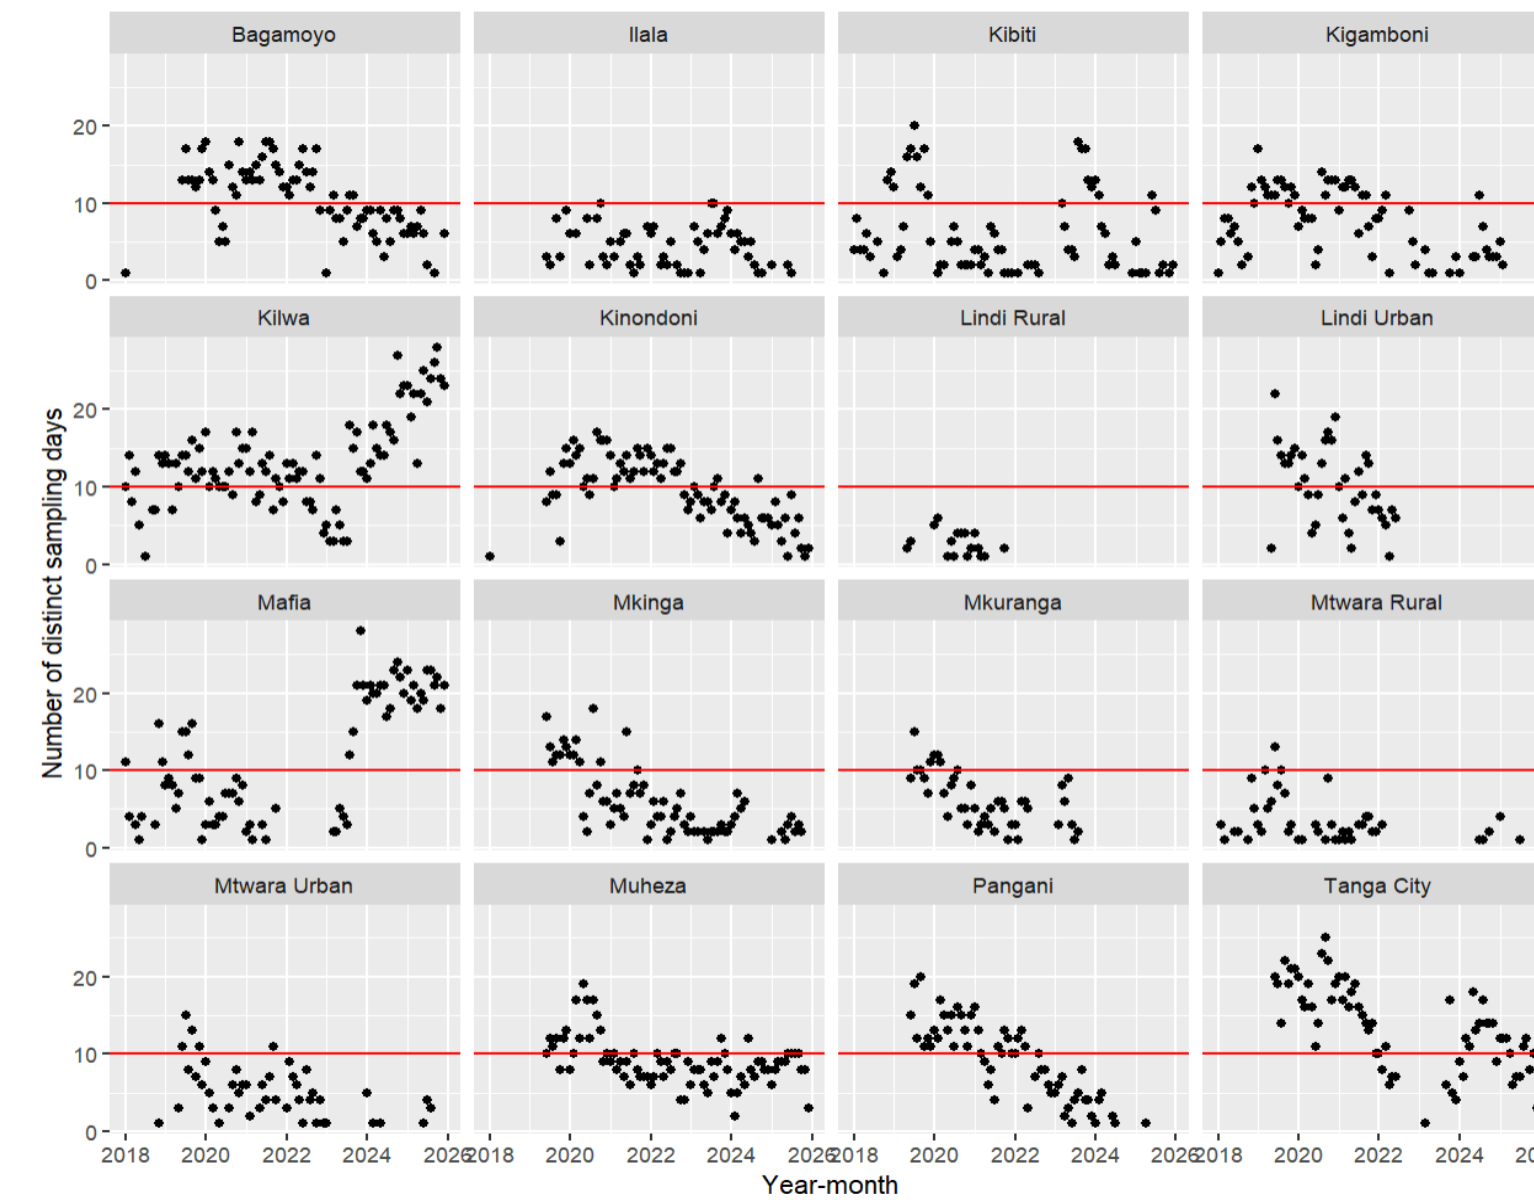 Bagamoyo Ilala Kibiti Kigamboni
20
10
0
Kilwa Kinondoni Lindi Rural Lindi Urban
20
10
0
Mafia Mkinga Mkuranga Mtwara Rural
20
10
0
Mtwara Urban Muheza Pangani Tanga City
20
10
0
2018 2020 2022 2024 2026 2018 2020 2022 2024 2026 2018 2020 2022 2024 2026 2018 2020 2022 2024 20
Year-month
Number of distinct sampling days